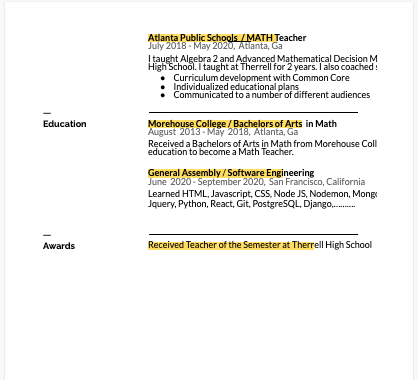 Atlanta Public Schools / MATH Teacher
July 2018 - May 2020, Atlanta, Ga
I taught Algebra 2 and Advanced Mathematical Decision M
High School. I taught at Therrell for 2 years. I also coached
● Curriculum development with Common Core
● Individualized educational plans
● Communicated to a number of different audiences
Education
Morehouse College / Bachelors of Arts in Math
August 2013 - May 2018, Atlanta, Ga
Received a Bachelors of Arts in Math from Morehouse Coll
education to become a Math Teacher.
General Assembly / Software Engineering
June 2020 - September 2020, San Francisco, California
Learned HTML, Javascript, CSS, Node JS, Nodemon, Mong
Jquery, Python, React, Git, PostgreSQL, Django,..........
Awards
Received Teacher of the Semester at Therrell High School